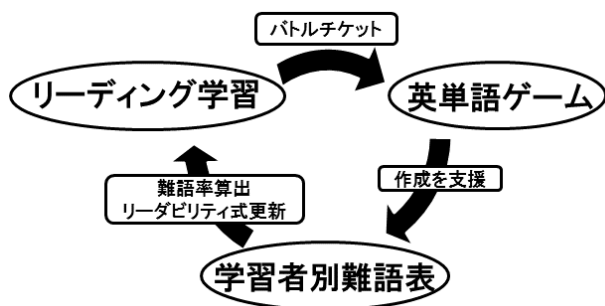 バトルチケット
リーディング学習
英単語ゲーム
作成を支援
難語率算出
リーダビリティ式更新
学習者別難語表